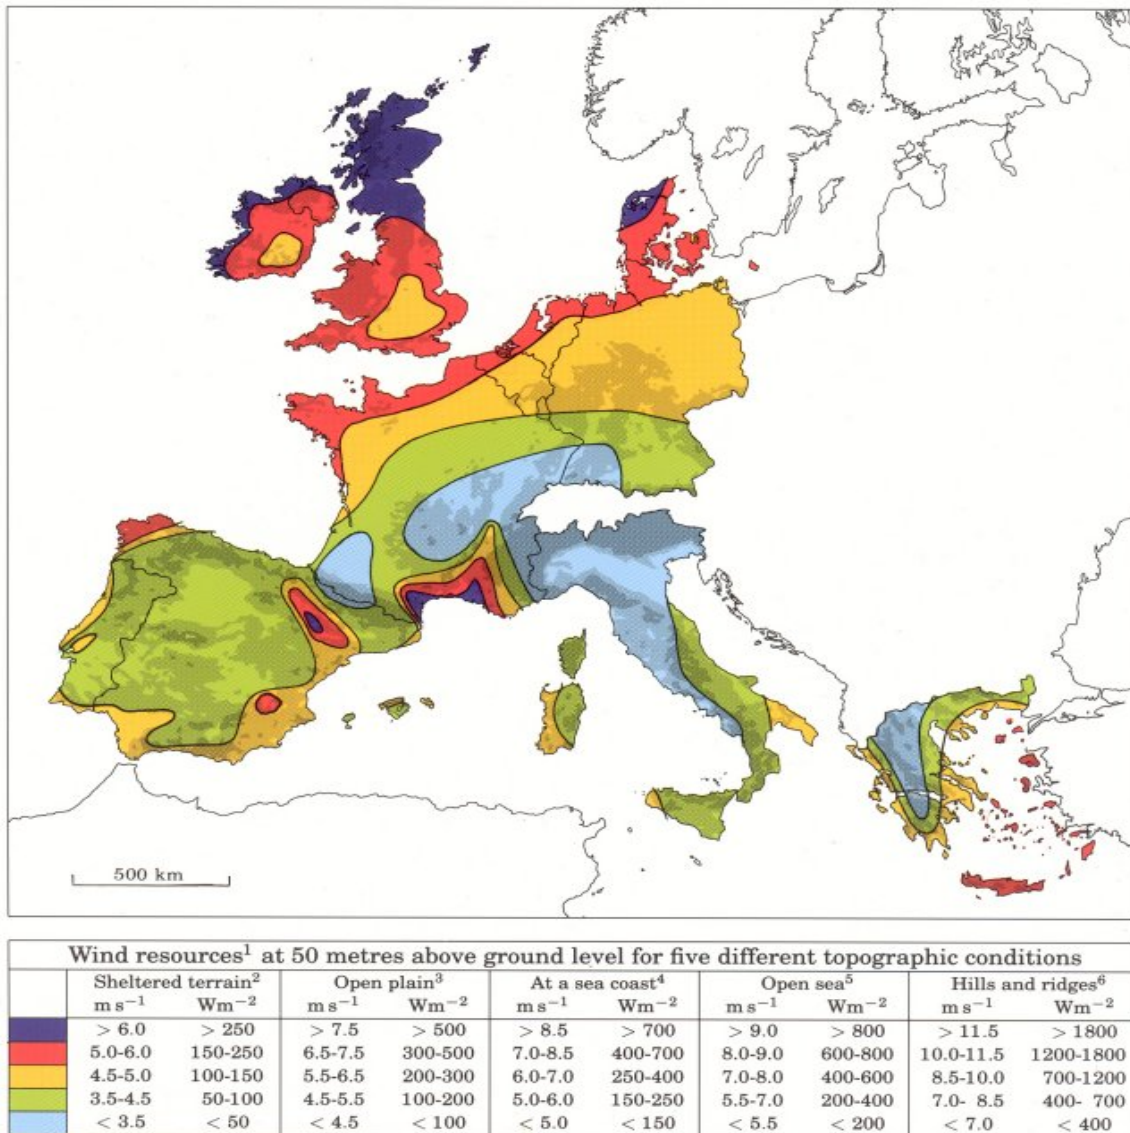 500 km
Wind resources¹ at 50 metres above ground level for five different topographic conditions
Sheltered terrain² Open plain³ At a sea coast⁴ Open sea⁵ Hills and ridges⁶
m s⁻¹ Wm⁻² m s⁻¹ Wm⁻² m s⁻¹ Wm⁻² m s⁻¹ Wm⁻² m s⁻¹ Wm⁻²
> 6.0 > 250 > 7.5 > 500 > 8.5 > 700 > 9.0 > 800 > 11.5 > 1800
5.0-6.0 150-250 6.5-7.5 300-500 7.0-8.5 400-700 8.0-9.0 600-800 10.0-11.5 1200-1800
4.5-5.0 100-150 5.5-6.5 200-300 6.0-7.0 250-400 7.0-8.0 400-600 8.5-10.0 700-1200
3.5-4.5 50-100 4.5-5.5 100-200 5.0-6.0 150-250 5.5-7.0 200-400 7.0- 8.5 400- 700
< 3.5 < 50 < 4.5 < 100 < 5.0 < 150 < 5.5 < 200 < 7.0 < 400